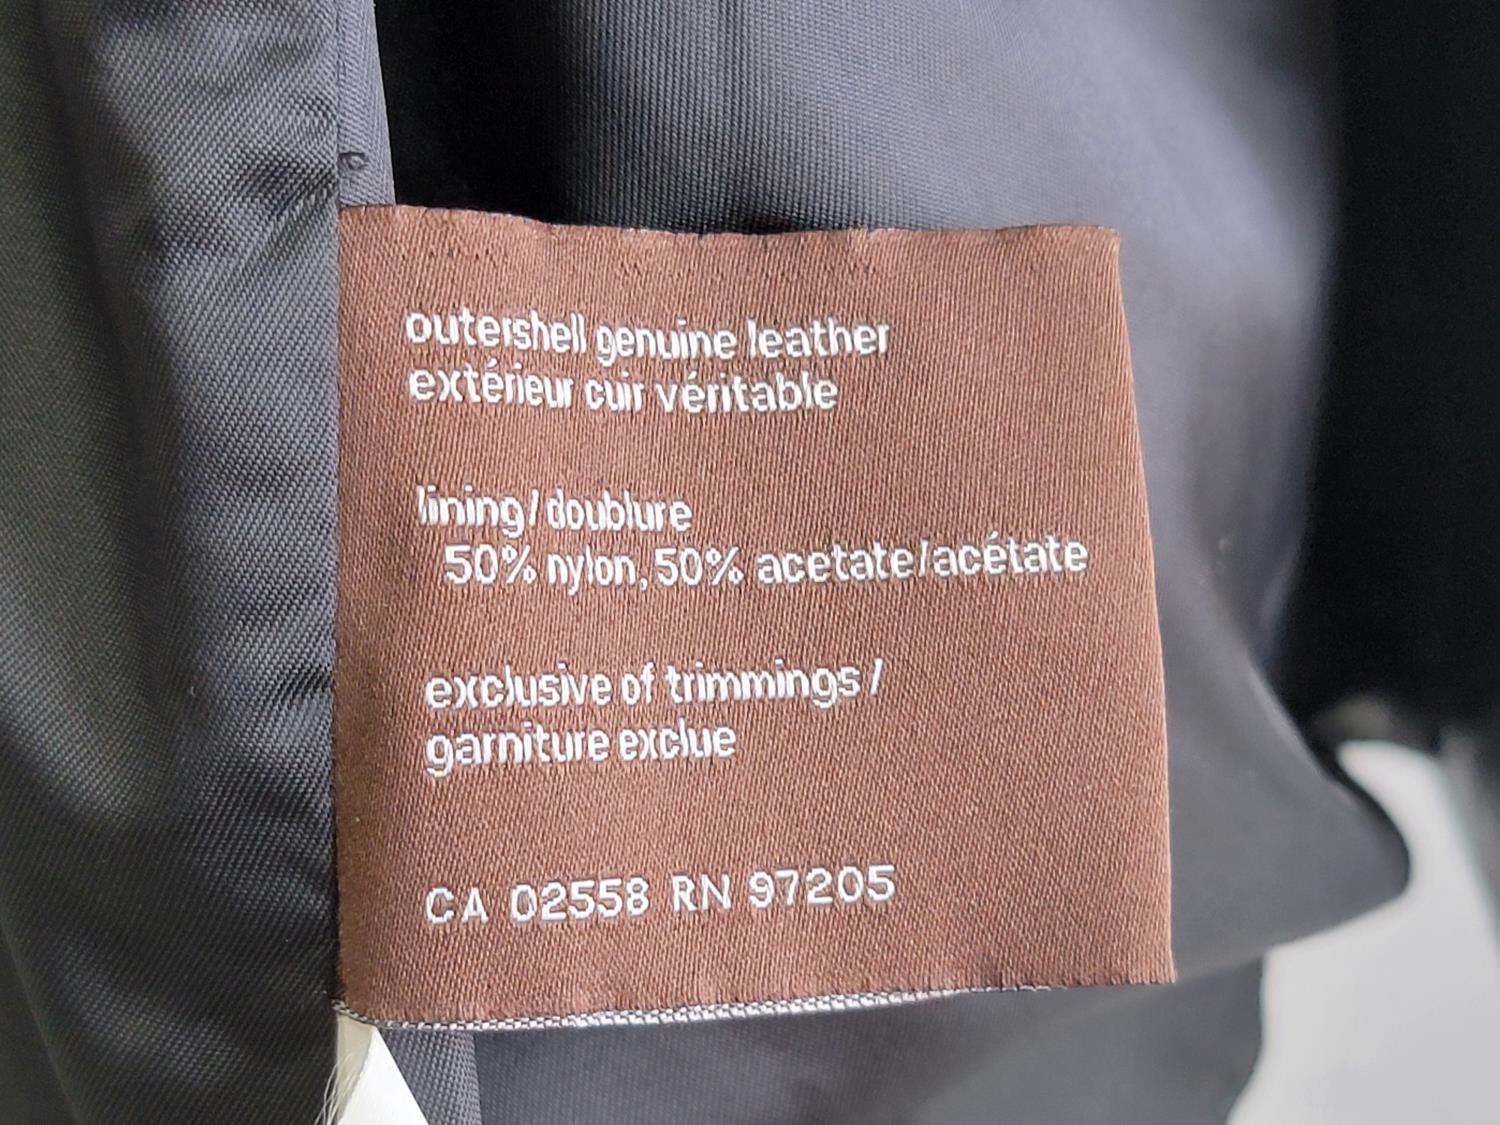 outershell genuine leather
extérieur cuir véritable
lining/doublure
50% nylon, 50% acetate/acétate
exclusive of trimmings /
garniture exclue
CA 02558 RN 97205